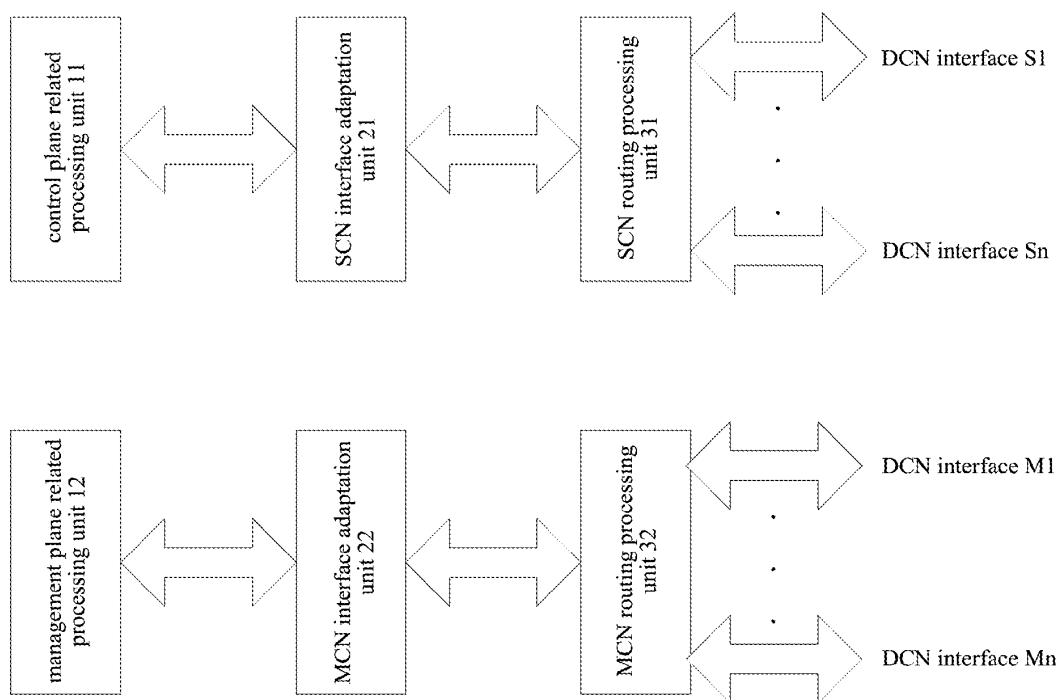 control plane related
processing unit 11
SCN interface adaptation
unit 21
SCN routing processing
unit 31
DCN interface S1
DCN interface Sn
management plane related
processing unit 12
MCN interface adaptation
unit 22
MCN routing processing
unit 32
DCN interface M1
DCN interface Mn